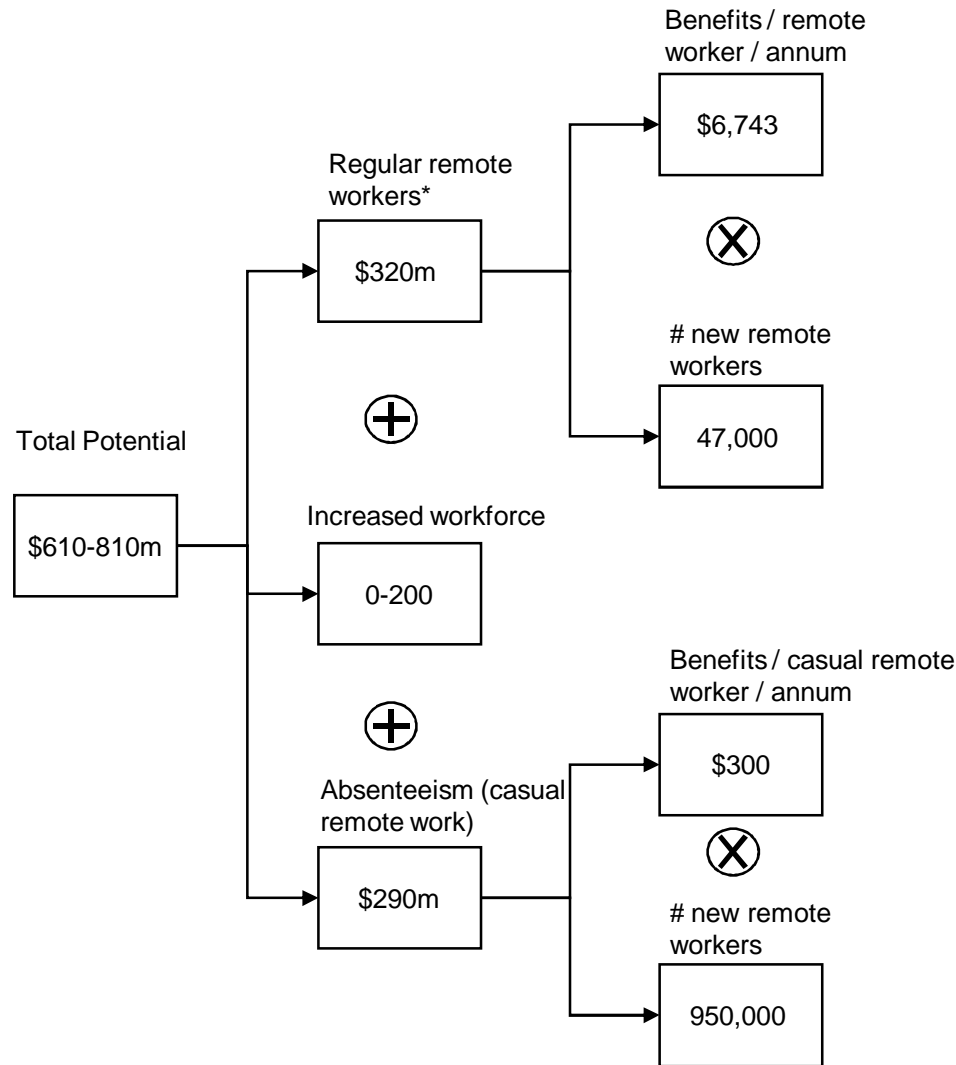 Benefits / remote
worker / annum
$6,743
Regular remote
workers*
$320m
# new remote
workers
47,000
Total Potential
$610-810m
Increased workforce
0-200
Benefits / casual remote
worker / annum
$300
Absenteeism (casual
remote work)
$290m
# new remote
workers
950,000